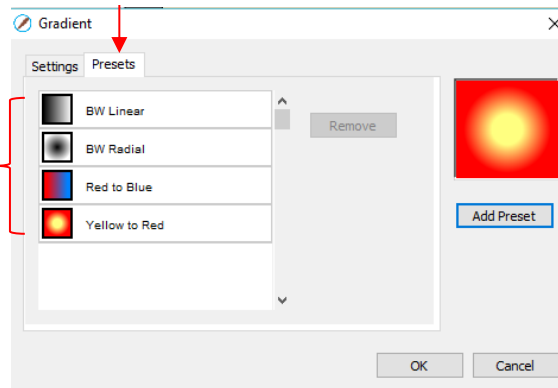 Gradient
Settings Presets
BW Linear
Remove
BW Radial
Red to Blue
Yellow to Red
Add Preset
OK Cancel